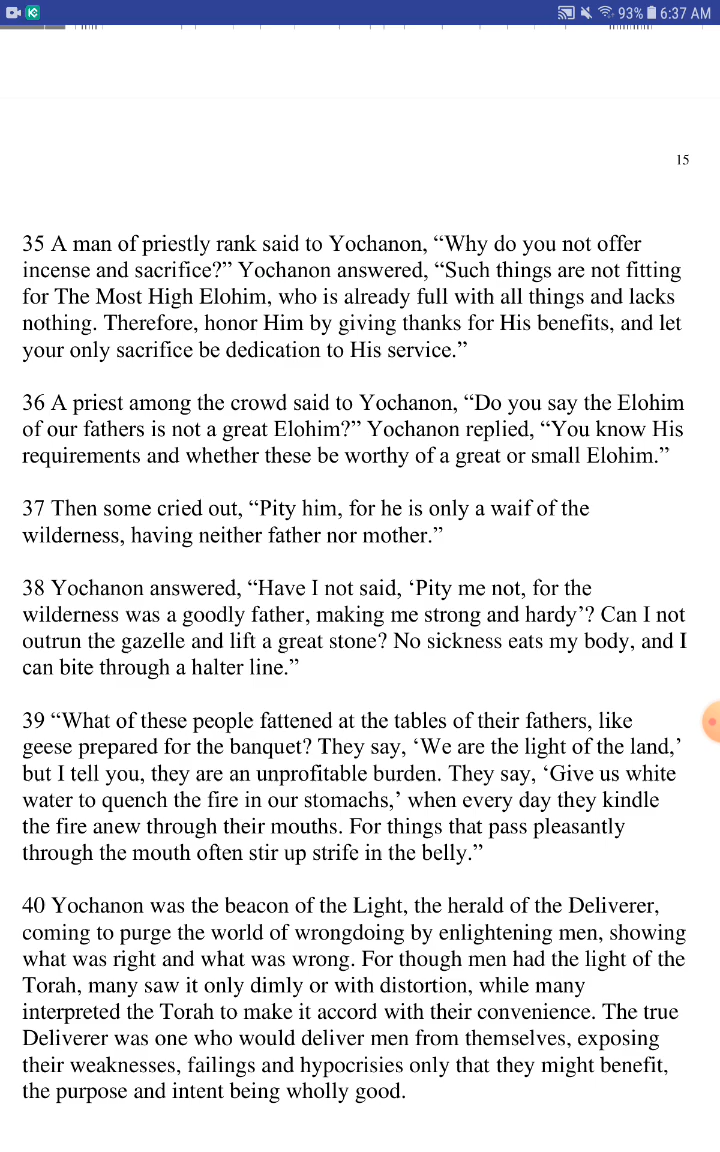 93% 6:37 AM
15
35 A man of priestly rank said to Yochanon, “Why do you not offer
incense and sacrifice?” Yochanon answered, “Such things are not fitting
for The Most High Elohim, who is already full with all things and lacks
nothing. Therefore, honor Him by giving thanks for His benefits, and let
your only sacrifice be dedication to His service.”
36 A priest among the crowd said to Yochanon, “Do you say the Elohim
of our fathers is not a great Elohim?” Yochanon replied, “You know His
requirements and whether these be worthy of a great or small Elohim.”
37 Then some cried out, “Pity him, for he is only a waif of the
wilderness, having neither father nor mother.”
38 Yochanon answered, “Have I not said, ‘Pity me not, for the
wilderness was a goodly father, making me strong and hardy’? Can I not
outrun the gazelle and lift a great stone? No sickness eats my body, and I
can bite through a halter line.”
39 “What of these people fattened at the tables of their fathers, like
geese prepared for the banquet? They say, ‘We are the light of the land,’
but I tell you, they are an unprofitable burden. They say, ‘Give us white
water to quench the fire in our stomachs,’ when every day they kindle
the fire anew through their mouths. For things that pass pleasantly
through the mouth often stir up strife in the belly.”
40 Yochanon was the beacon of the Light, the herald of the Deliverer,
coming to purge the world of wrongdoing by enlightening men, showing
what was right and what was wrong. For though men had the light of the
Torah, many saw it only dimly or with distortion, while many
interpreted the Torah to make it accord with their convenience. The true
Deliverer was one who would deliver men from themselves, exposing
their weaknesses, failings and hypocrisies only that they might benefit,
the purpose and intent being wholly good.